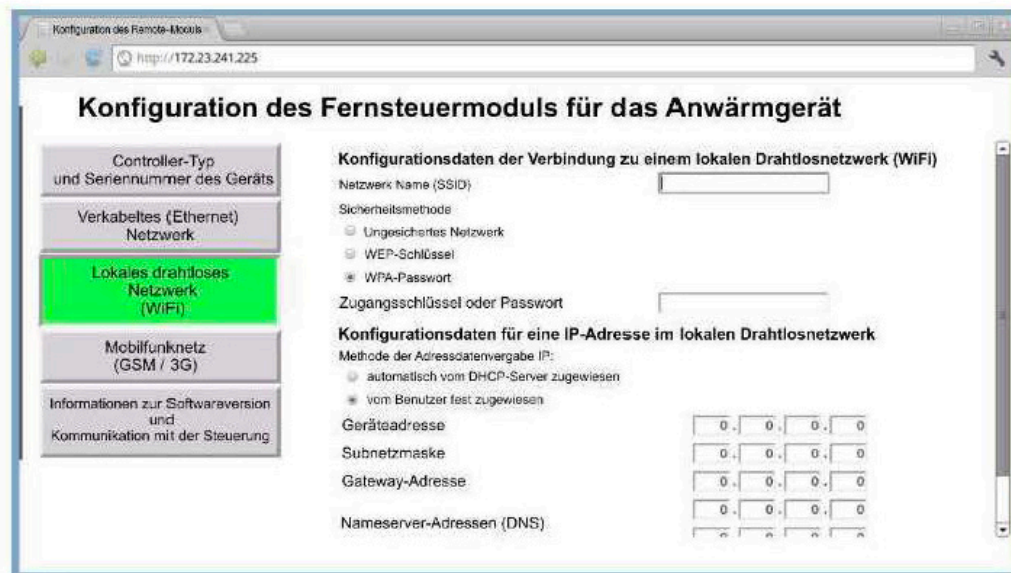 Konfiguration des Remote-Moduls
http://172.23.241.225
Konfiguration des Fernsteuermoduls für das Anwärmgerät
Controller-Typ
und Seriennummer des Geräts
Verkabeltes (Ethernet)
Netzwerk
Lokales drahtloses
Netzwerk
(WiFi)
Mobilfunknetz
(GSM / 3G)
Informationen zur Softwareversion
und
Kommunikation mit der Steuerung
Konfigurationsdaten der Verbindung zu einem lokalen Drahtlosnetzwerk (WiFi)
Netzwerk Name (SSID)
Sicherheitsmethode
Ungesichertes Netzwerk
WEP-Schlüssel
WPA-Passwort
Zugangsschlüssel oder Passwort
Konfigurationsdaten für eine IP-Adresse im lokalen Drahtlosnetzwerk
Methode der Adressdatenvergabe IP:
automatisch vom DHCP-Server zugewiesen
vom Benutzer fest zugewiesen
Geräteadresse 0. 0. 0. 0
Subnetzmaske 0. 0. 0. 0
Gateway-Adresse 0. 0. 0. 0
0. 0. 0. 0
Nameserver-Adressen (DNS)